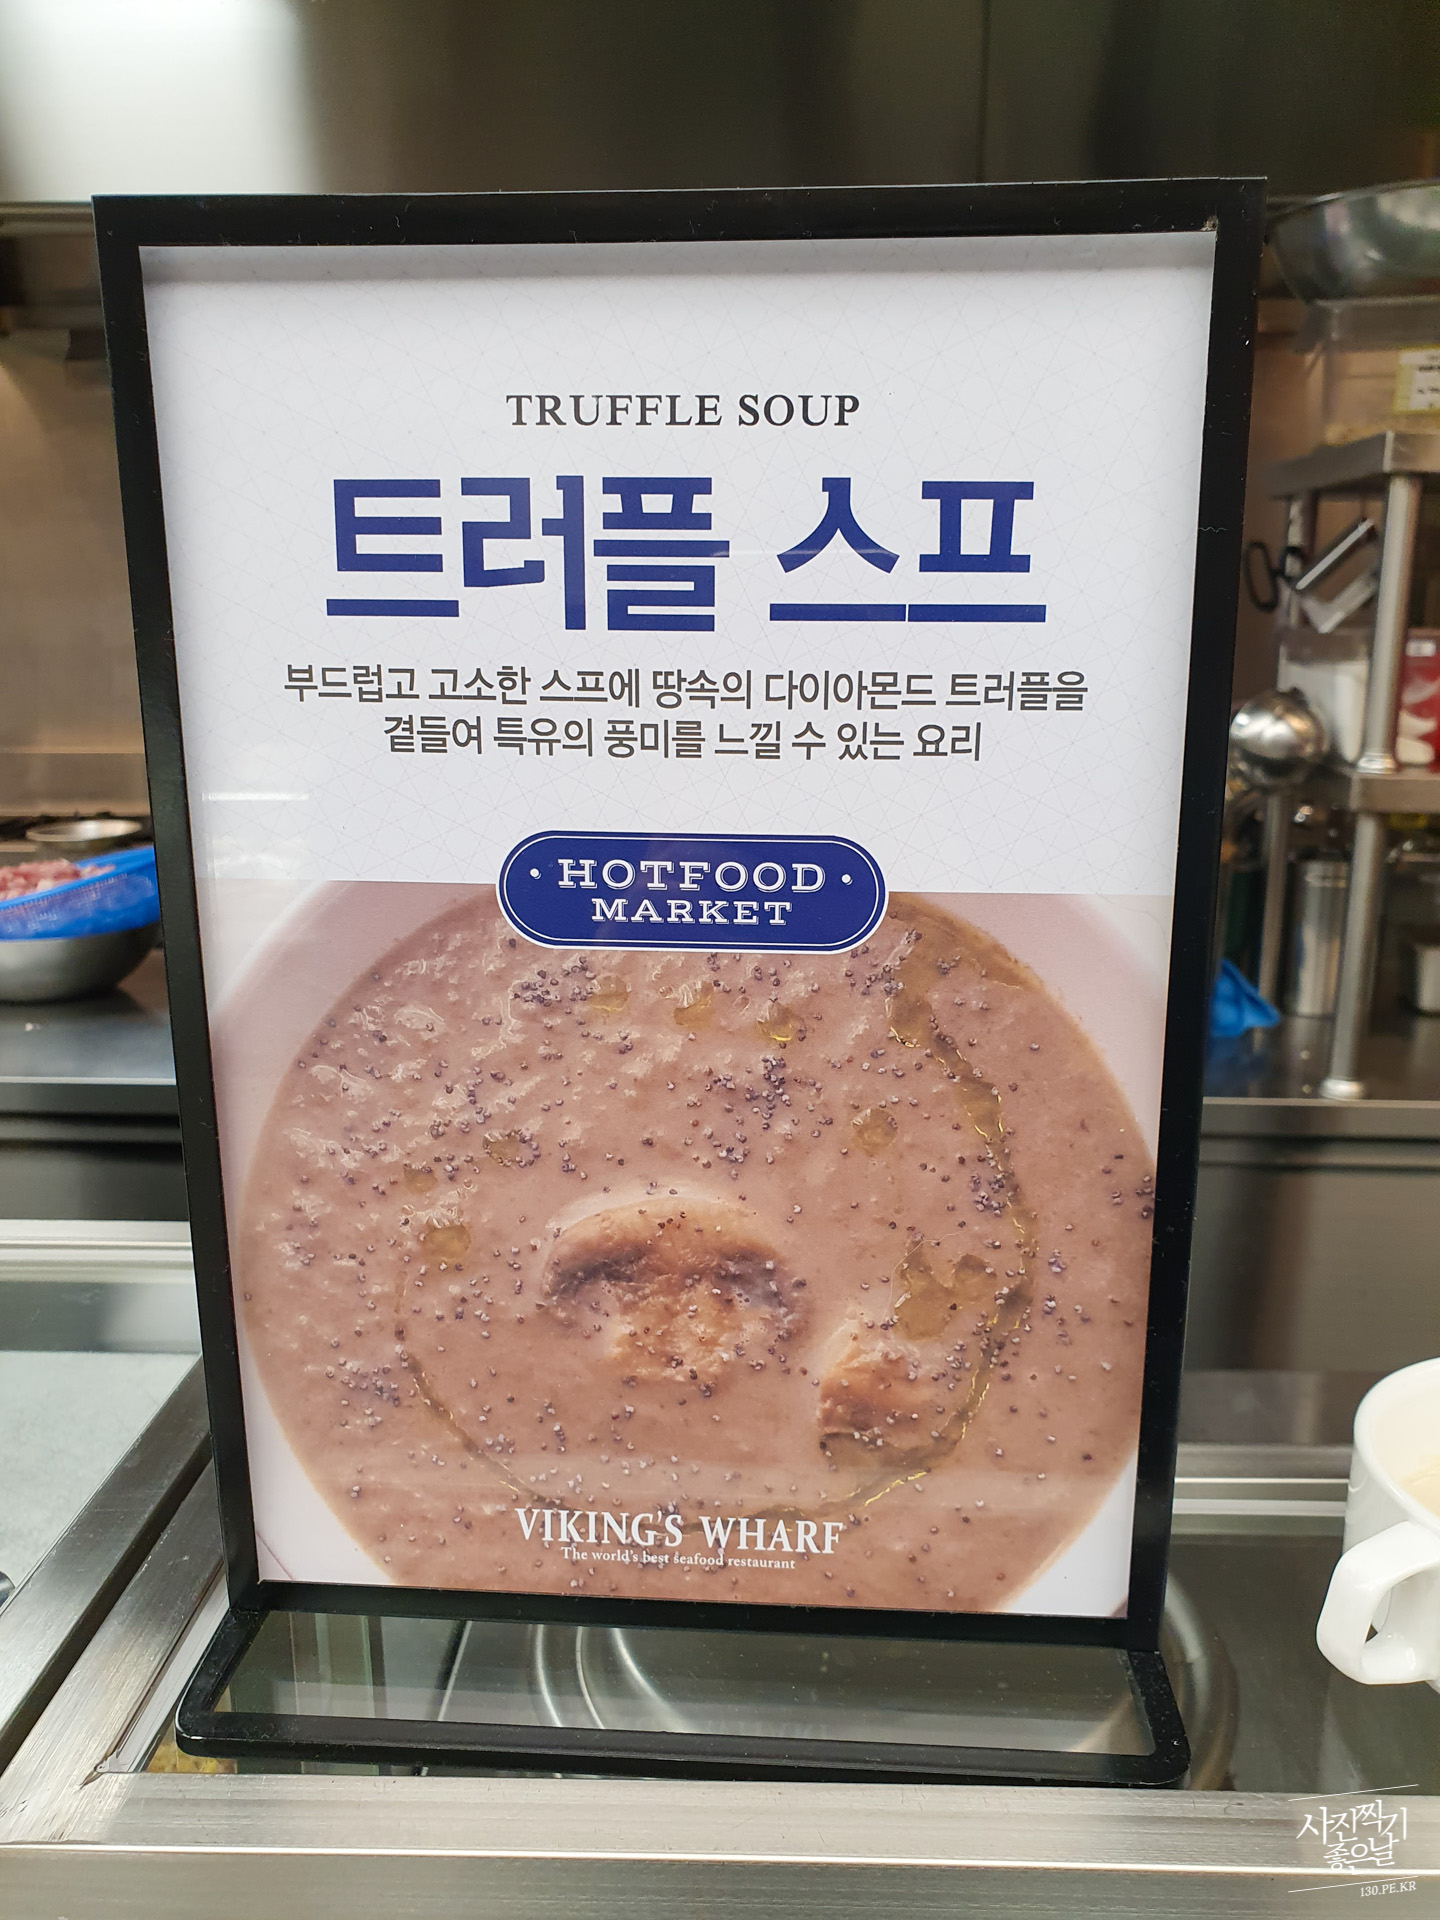 TRUFFLE SOUP
트러플 스프
부드럽고 고소한 스프에 땅속의 다이아몬드 트러플을
곁들여 특유의 풍미를 느낄 수 있는 요리
HOTFOOD
MARKET
VIKING'S WHARF
The world's best seafood restaurant
사진찍기
좋은날
130.PE.KR